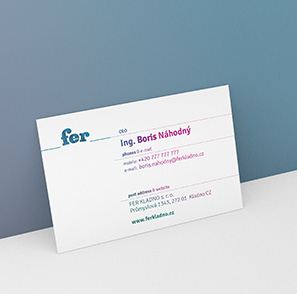 fer
CEO
Ing. Boris Náhodný
phones & e-mail
mobile: +420 777 777 777
e-mail: boris.nahodny@ferkladno.cz
post address & website
FER KLADNO s. r. o.
Průmyslová 1343, 272 01 Kladno CZ
www.ferkladno.cz